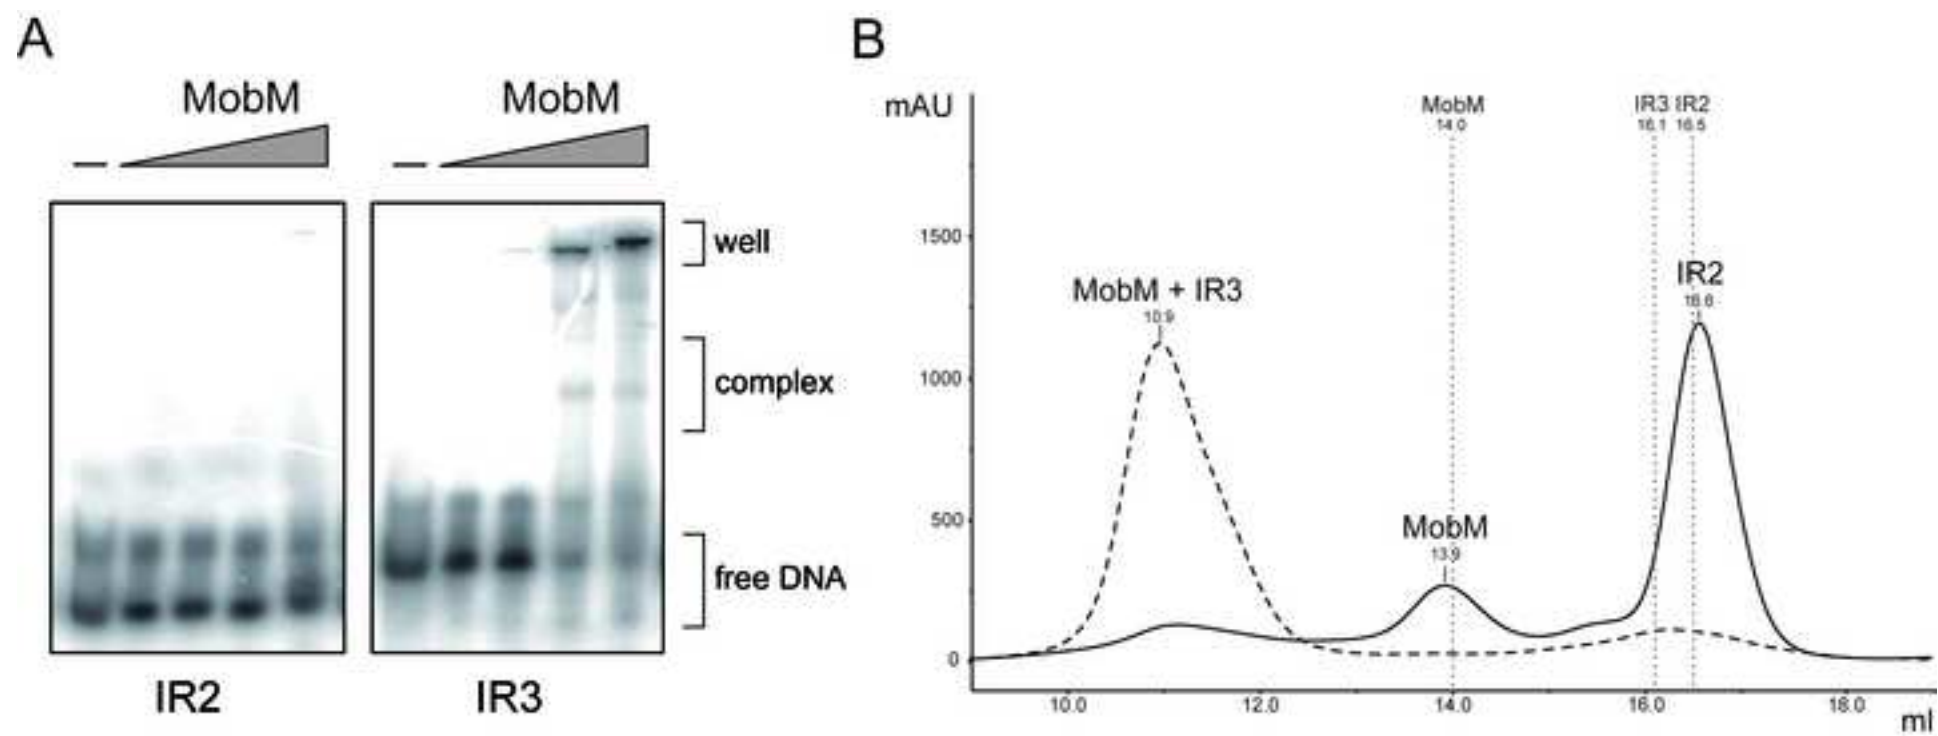 A
MobM
MobM
well
complex
free DNA
IR2
IR3
B
mAU
MobM
14.0
IR3 IR2
16.1 16.5
1500
1000
500
0
MobM + IR3
10.9
MobM
13.9
IR2
16.6
10.0
12.0
14.0
16.0
18.0
ml